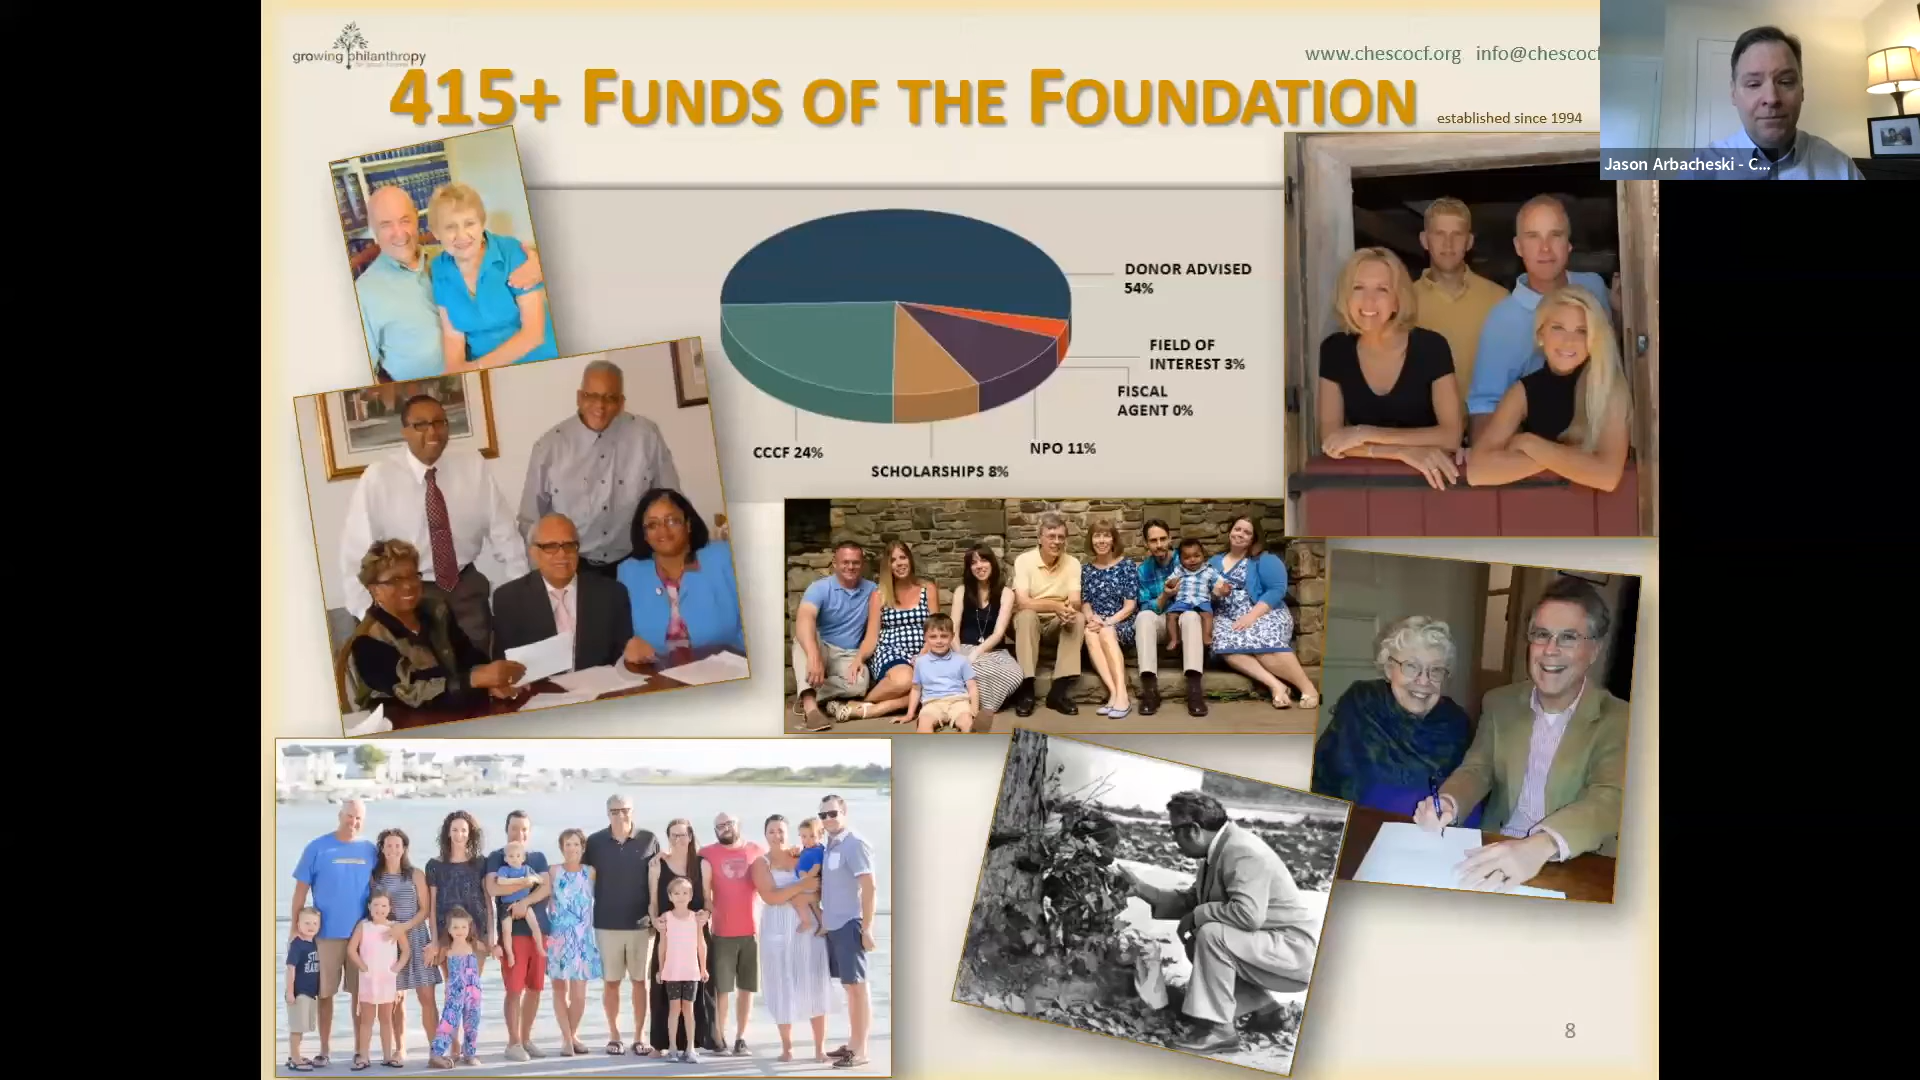 growing philanthropy
www.chescocf.org info@chescocf
415+ FUNDS OF THE FOUNDATION
established since 1994
Jason Arbacheski - C...
DONOR ADVISED
54%
FIELD OF
INTEREST 3%
FISCAL
AGENT 0%
NPO 11%
SCHOLARSHIPS 8%
CCCF 24%
8